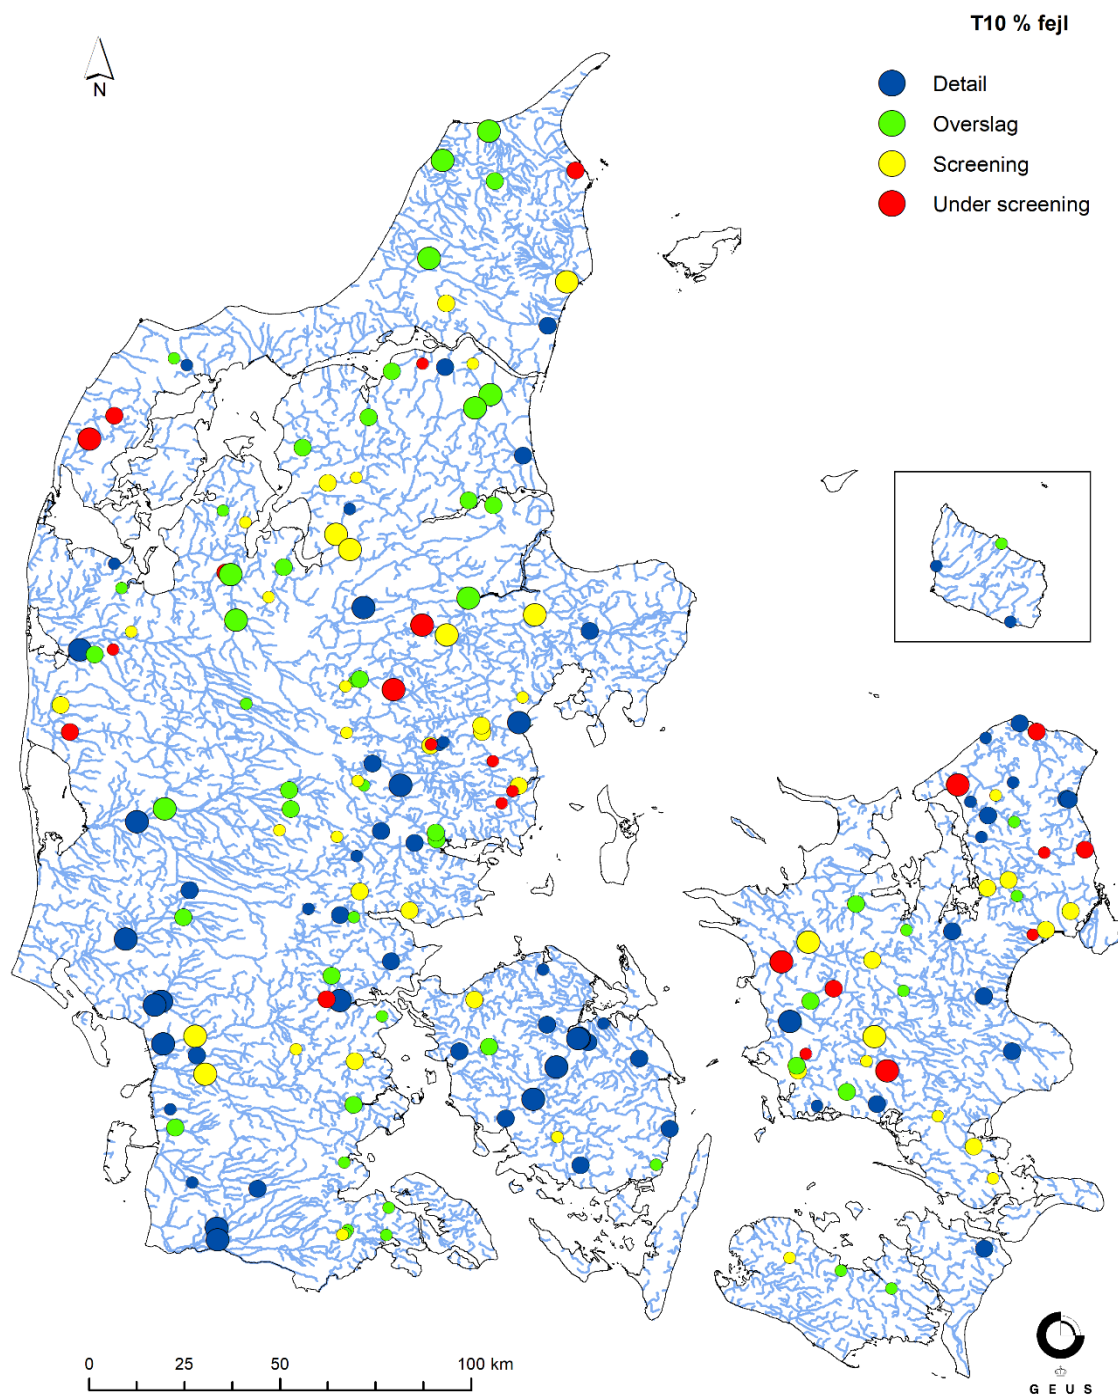 T10 % fejl
N
Detail
Overslag
Screening
Under screening
0 25 50 100 km
G E U S